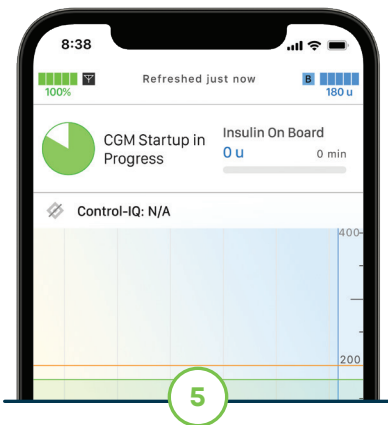 8:38
Refreshed just now
100%
B
180 u
CGM Startup in
Progress
Insulin On Board
0 u
0 min
Control-IQ: N/A
400
200
5